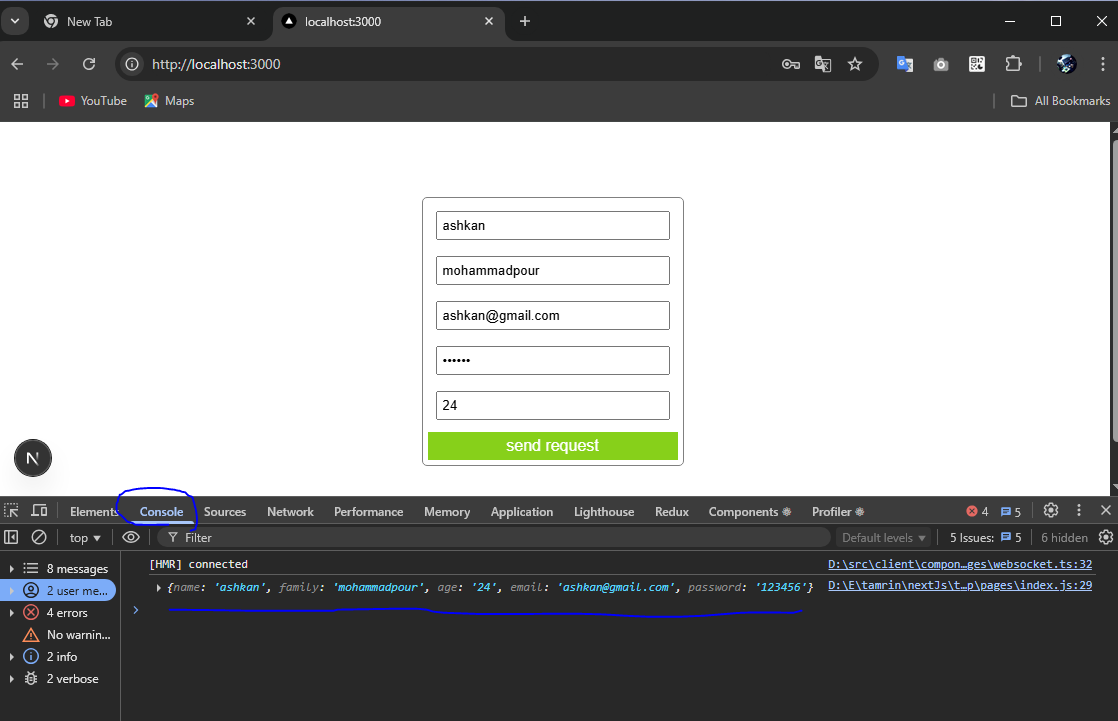 New Tab
localhost:3000
http://localhost:3000
YouTube
Maps
All Bookmarks
ashkan
mohammadpour
ashkan@gmail.com
••••••
24
send request
N
Elements Console Sources Network Performance Memory Application Lighthouse Redux Components Profiler 4 5
top Filter Default levels 5 Issues: 5 6 hidden
8 messages
2 user me...
4 errors
No warnin...
2 info
2 verbose
[HMR] connected D:\src\client\compon…ges\websocket.ts:32
{name: 'ashkan', family: 'mohammadpour', age: '24', email: 'ashkan@gmail.com', password: '123456'} D:\E\tamrin\nextJs\t…p\pages\index.js:29